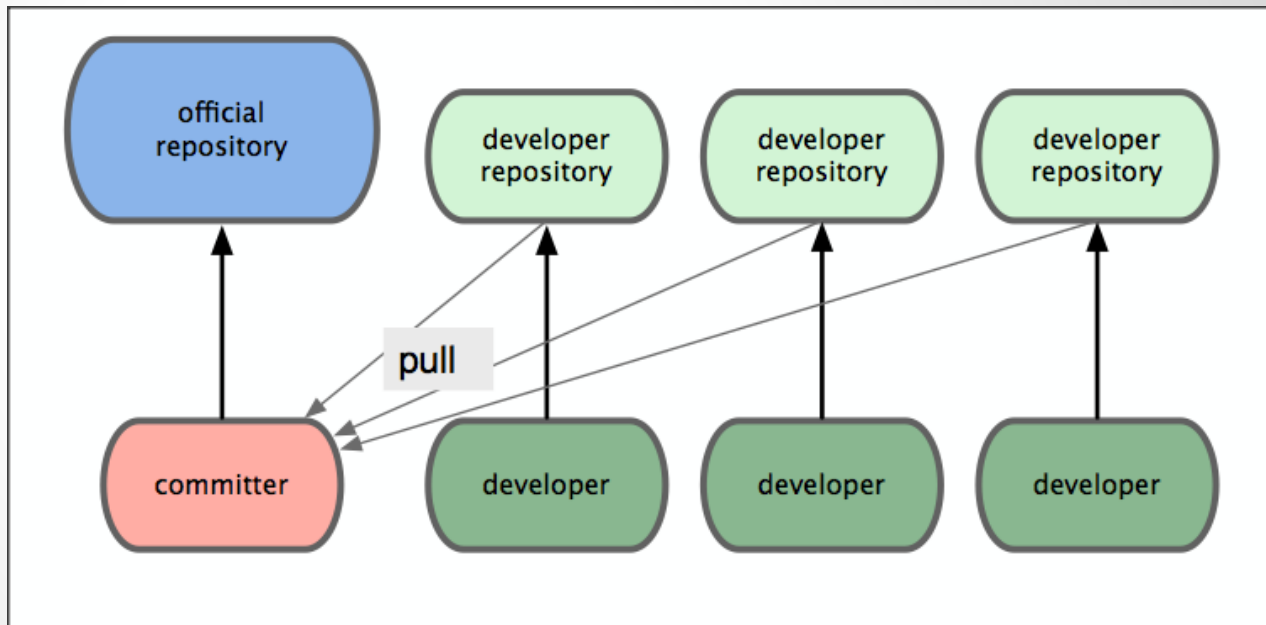 official
repository
developer
repository
developer
repository
developer
repository
pull
committer
developer
developer
developer